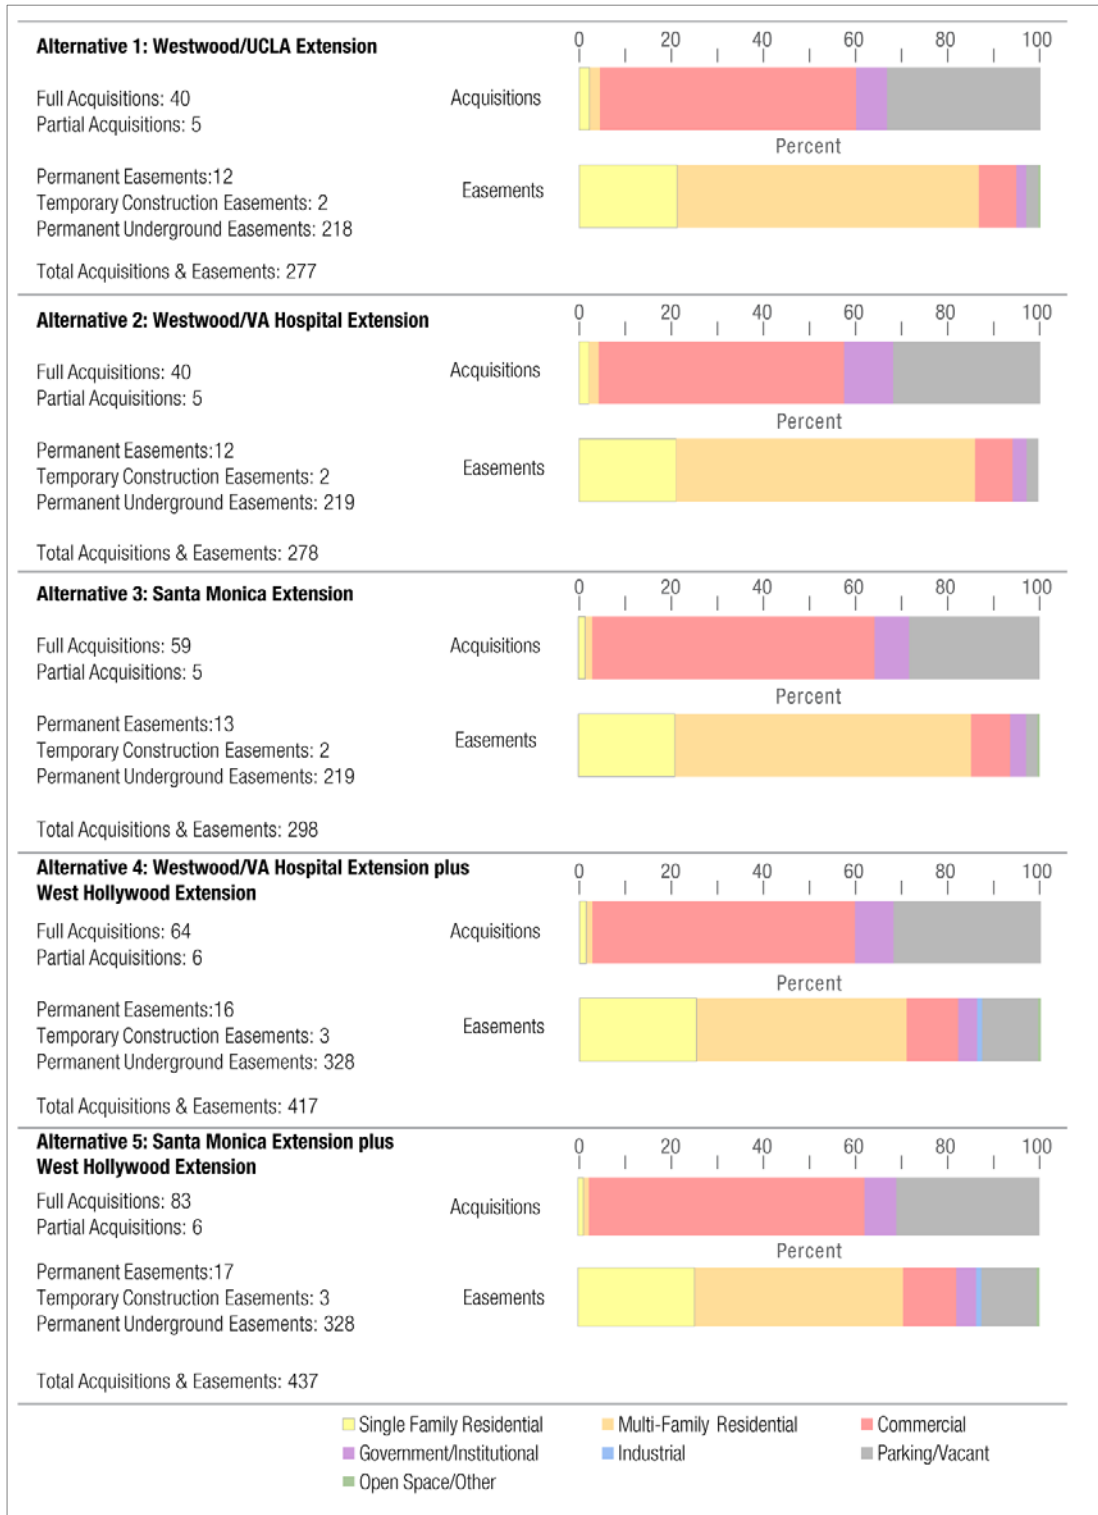 Alternative 1: Westwood/UCLA Extension
0 20 40 60 80 100
Full Acquisitions: 40
Partial Acquisitions: 5
Acquisitions
Percent
Permanent Easements:12
Temporary Construction Easements: 2
Permanent Underground Easements: 218
Easements
Total Acquisitions & Easements: 277
Alternative 2: Westwood/VA Hospital Extension
0 20 40 60 80 100
Full Acquisitions: 40
Partial Acquisitions: 5
Acquisitions
Percent
Permanent Easements:12
Temporary Construction Easements: 2
Permanent Underground Easements: 219
Easements
Total Acquisitions & Easements: 278
Alternative 3: Santa Monica Extension
0 20 40 60 80 100
Full Acquisitions: 59
Partial Acquisitions: 5
Acquisitions
Percent
Permanent Easements:13
Temporary Construction Easements: 2
Permanent Underground Easements: 219
Easements
Total Acquisitions & Easements: 298
Alternative 4: Westwood/VA Hospital Extension plus
West Hollywood Extension
0 20 40 60 80 100
Full Acquisitions: 64
Partial Acquisitions: 6
Acquisitions
Percent
Permanent Easements:16
Temporary Construction Easements: 3
Permanent Underground Easements: 328
Easements
Total Acquisitions & Easements: 417
Alternative 5: Santa Monica Extension plus
West Hollywood Extension
0 20 40 60 80 100
Full Acquisitions: 83
Partial Acquisitions: 6
Acquisitions
Percent
Permanent Easements:17
Temporary Construction Easements: 3
Permanent Underground Easements: 328
Easements
Total Acquisitions & Easements: 437
Single Family Residential Multi-Family Residential Commercial
Government/Institutional Industrial Parking/Vacant
Open Space/Other